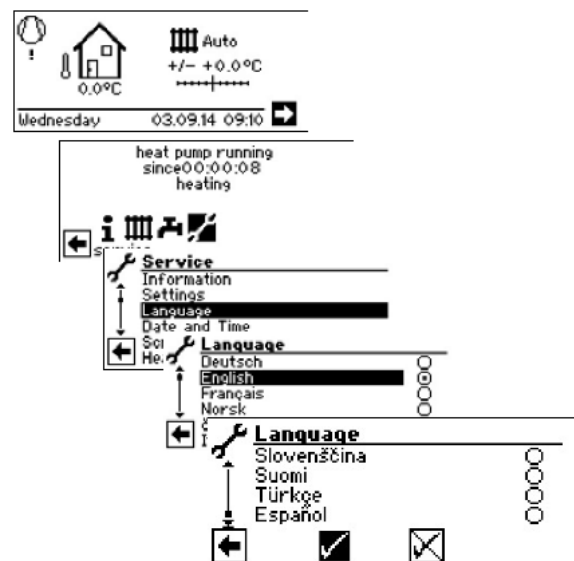 !
Auto
+/- +0.0°C
0.0°C
Wednesday 03.09.14 09:10
heat pump running
since00:00:08
heating
Service
Information
Settings
Language
Date and Time
Language
Deutsch
English
Français
Norsk
Language
Slovenščina
Suomi
Türkçe
Español